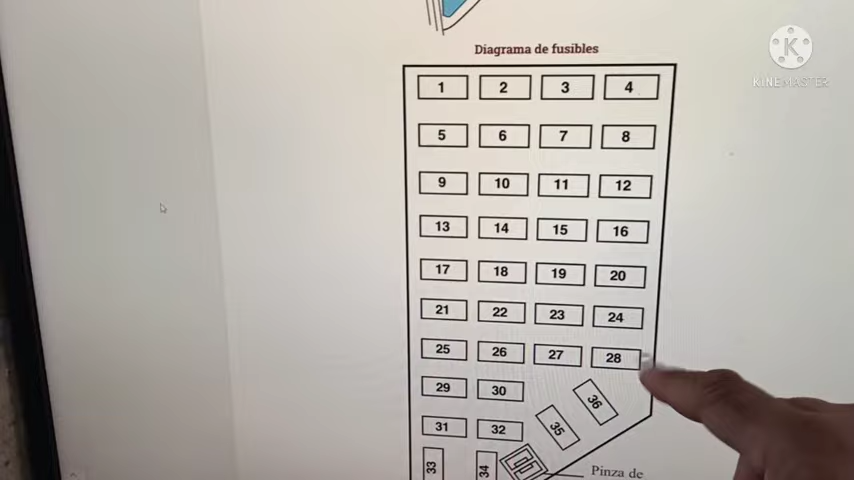 K
KINEMASTER
Diagrama de fusibles
1 2 3 4
5 6 7 8
9 10 11 12
13 14 15 16
17 18 19 20
21 22 23 24
25 26 27 28
29 30
36
31 32 35
33 34
Pinza de